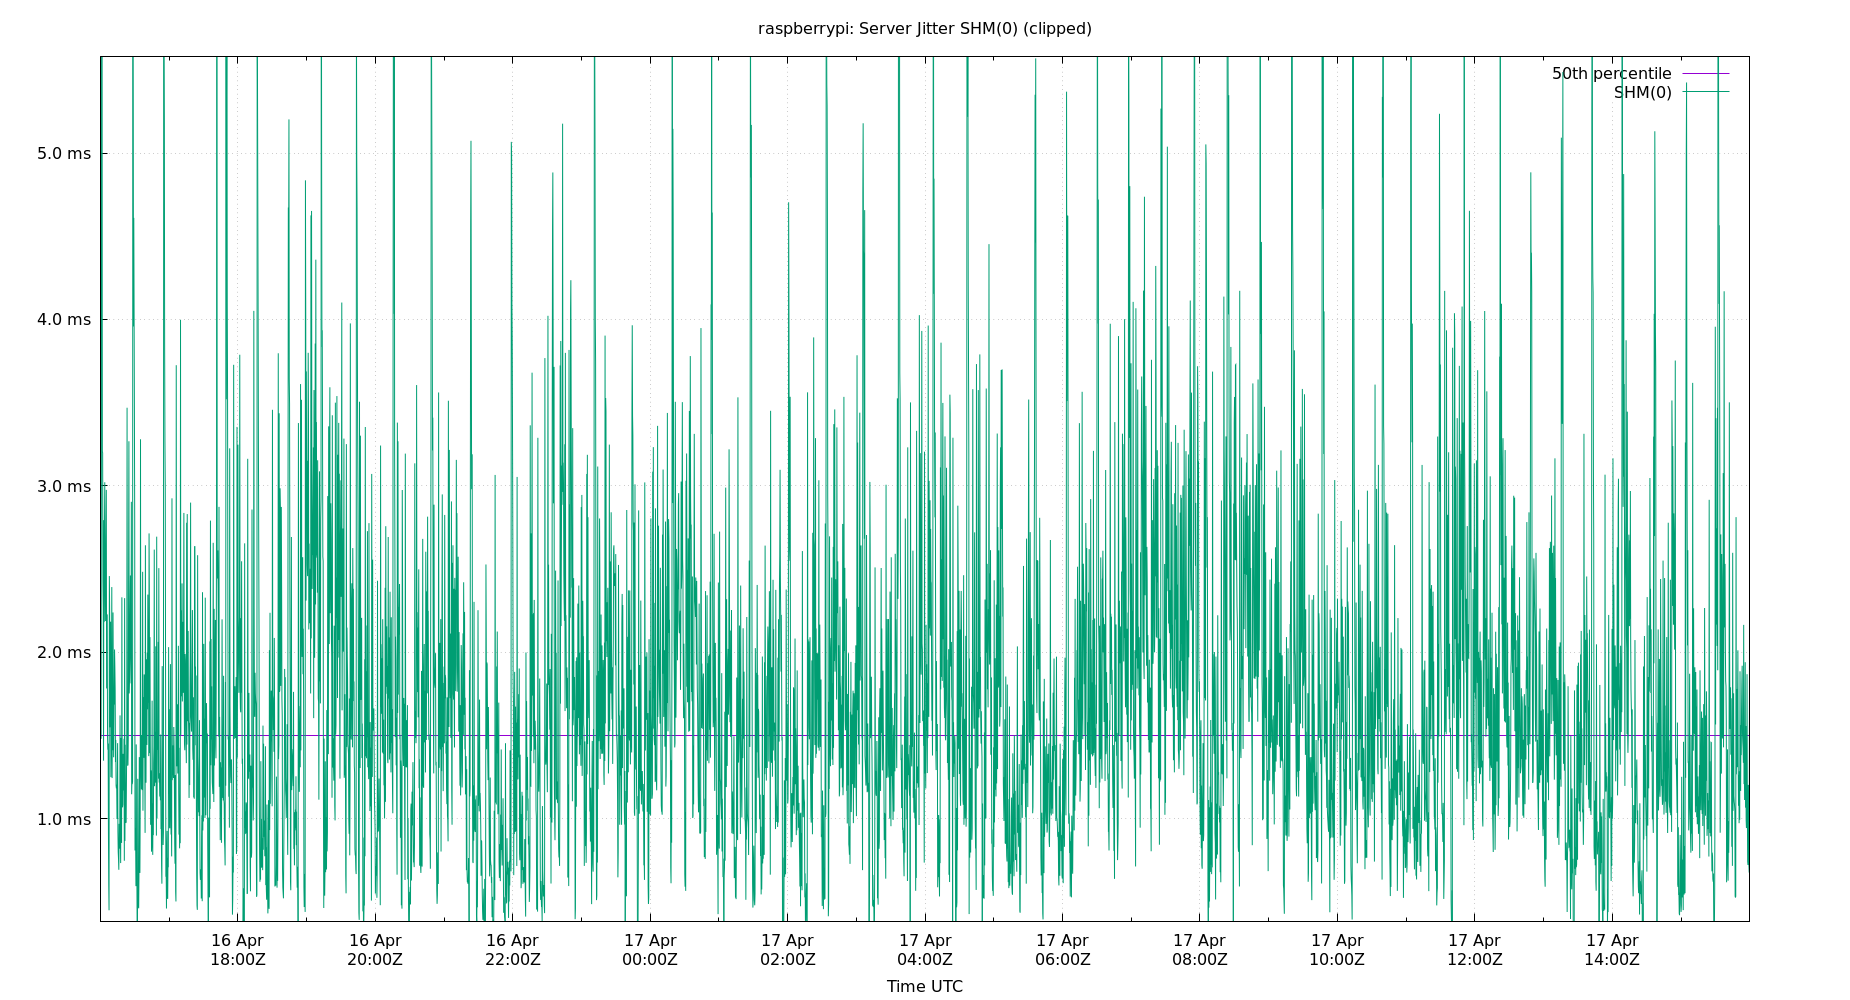 raspberrypi: Server Jitter SHM(0) (clipped)
50th percentile
SHM(0)
5.0 ms
4.0 ms
3.0 ms
2.0 ms
1.0 ms
16 Apr 16 Apr 16 Apr 17 Apr 17 Apr 17 Apr 17 Apr 17 Apr 17 Apr 17 Apr 17 Apr
18:00Z 20:00Z 22:00Z 00:00Z 02:00Z 04:00Z 06:00Z 08:00Z 10:00Z 12:00Z 14:00Z
Time UTC